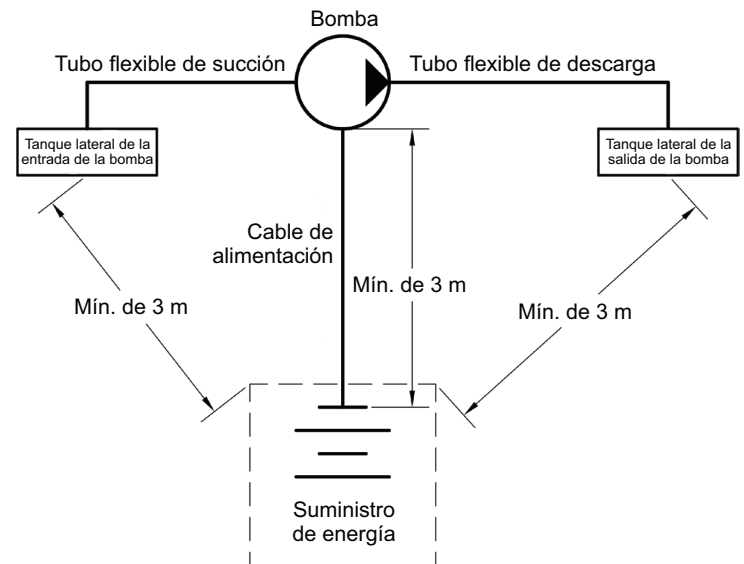 Bomba
Tubo flexible de succión
Tubo flexible de descarga
Tanque lateral de la
entrada de la bomba
Tanque lateral de la
salida de la bomba
Cable de
alimentación
Mín. de 3 m
Mín. de 3 m
Mín. de 3 m
Suministro
de energía